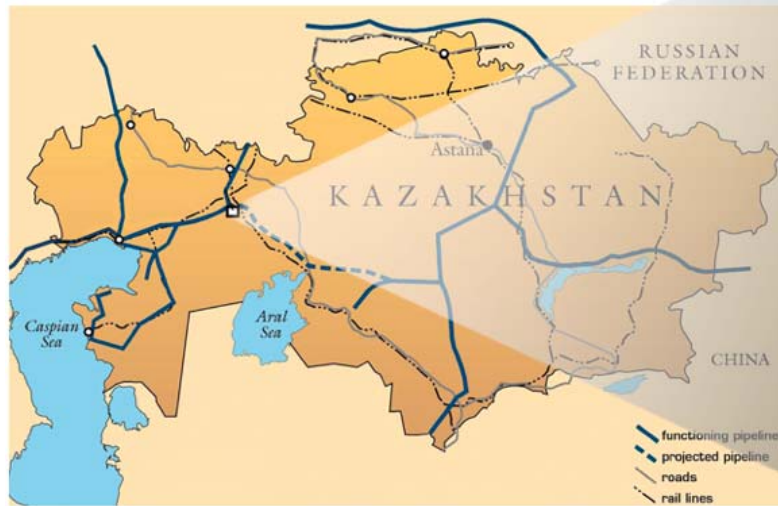 RUSSIAN
FEDERATION
Astana
KAZAKHSTAN
Aral
Sea
Caspian
Sea
CHINA
functioning pipeline
projected pipeline
roads
rail lines